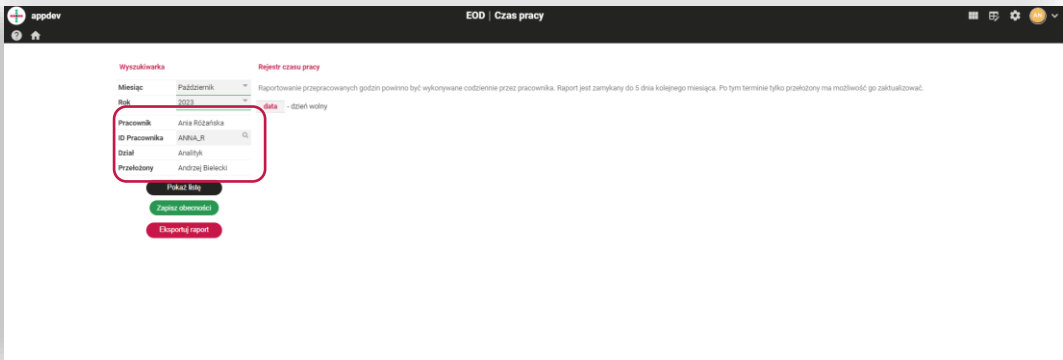 appdev
EOD | Czas pracy
AN
Wyszukiwarka
Rejestr czasu pracy
Miesiąc Październik
Raportowanie przepracowanych godzin powinno być wykonywane codziennie przez pracownika. Raport jest zamykany do 5 dnia kolejnego miesiąca. Po tym terminie tylko przełożony ma możliwość go zaktualizować.
Rok 2023
data - dzień wolny
Pracownik Ania Różańska
ID Pracownika ANNA_R
Dział Analityk
Przełożony Andrzej Bielecki
Pokaż listę
Zapisz obecności
Eksportuj raport